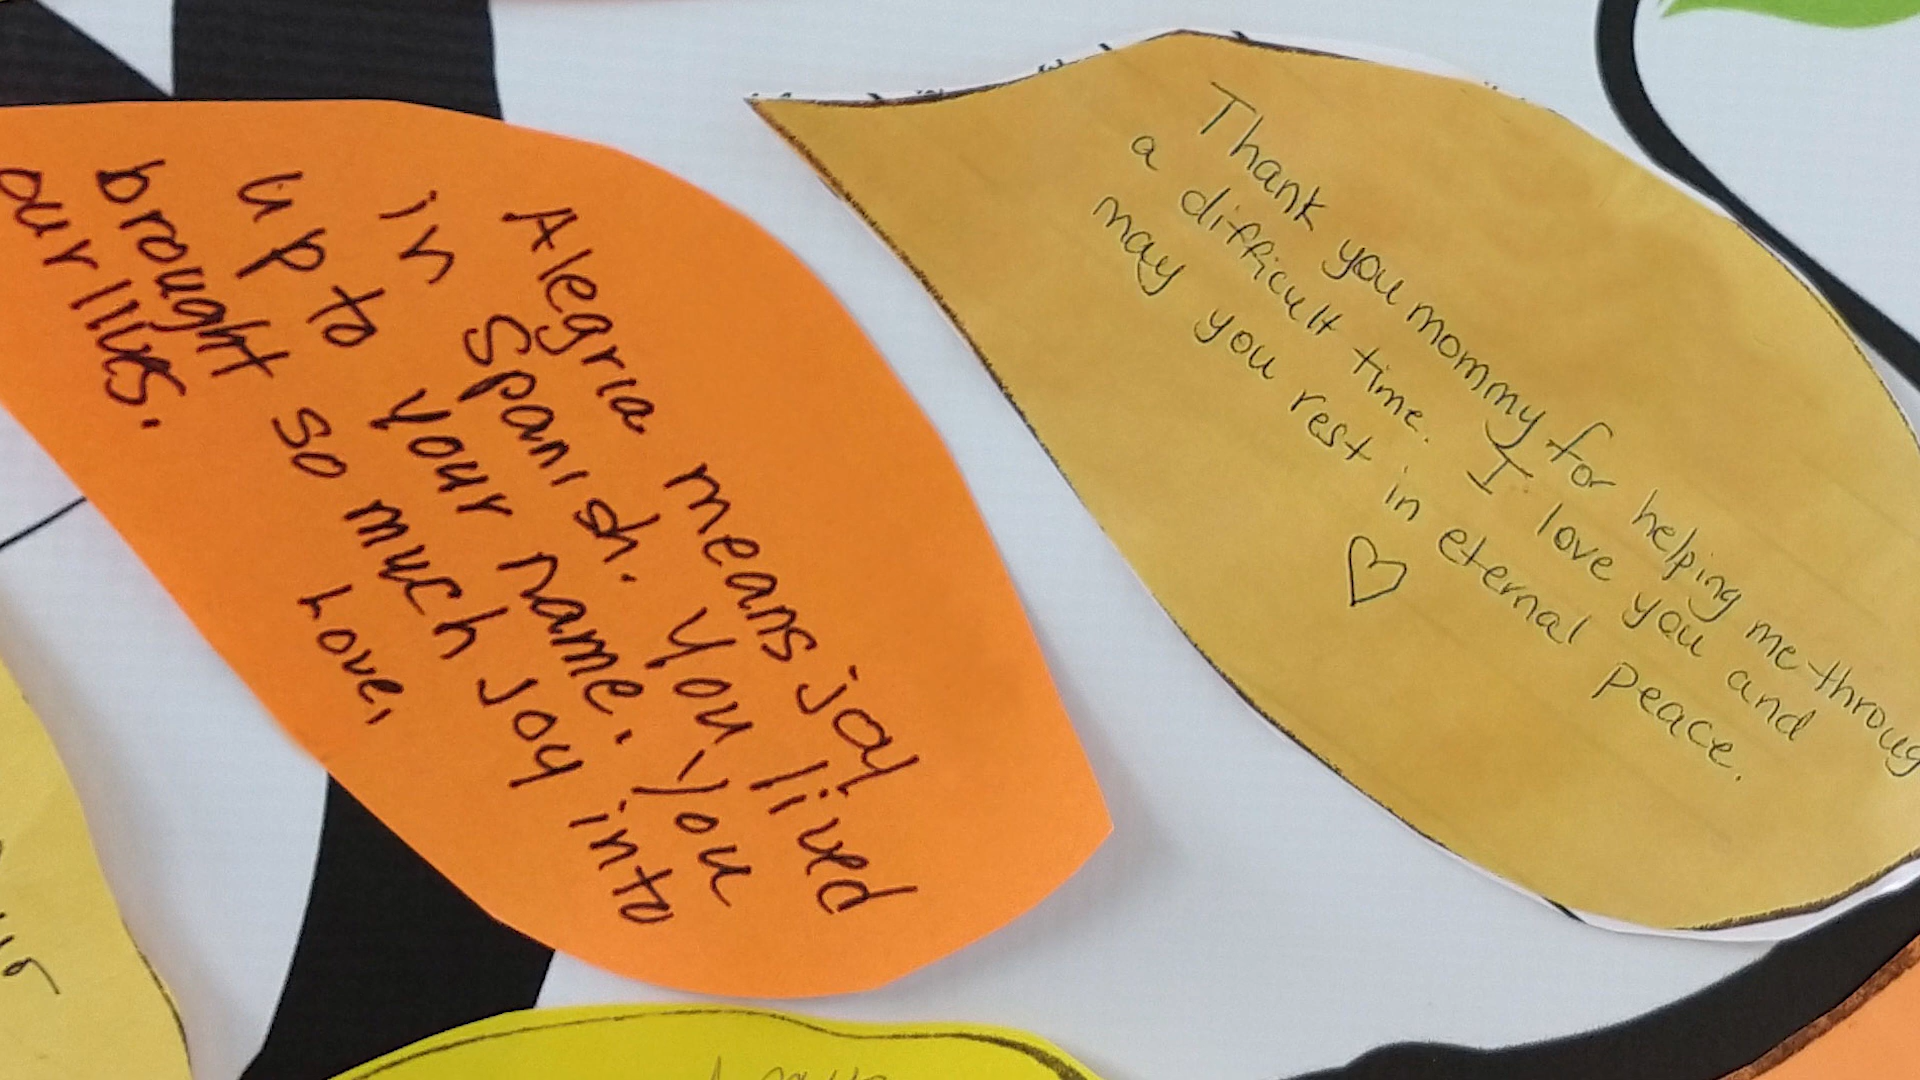 Alegria means joy
in Spanish. You lived
up to your name. You
brought so much joy into
our lives.
Love,
Thank you mommy for helping me throug
a difficult time. I love you and
may you rest in eternal peace.
♡